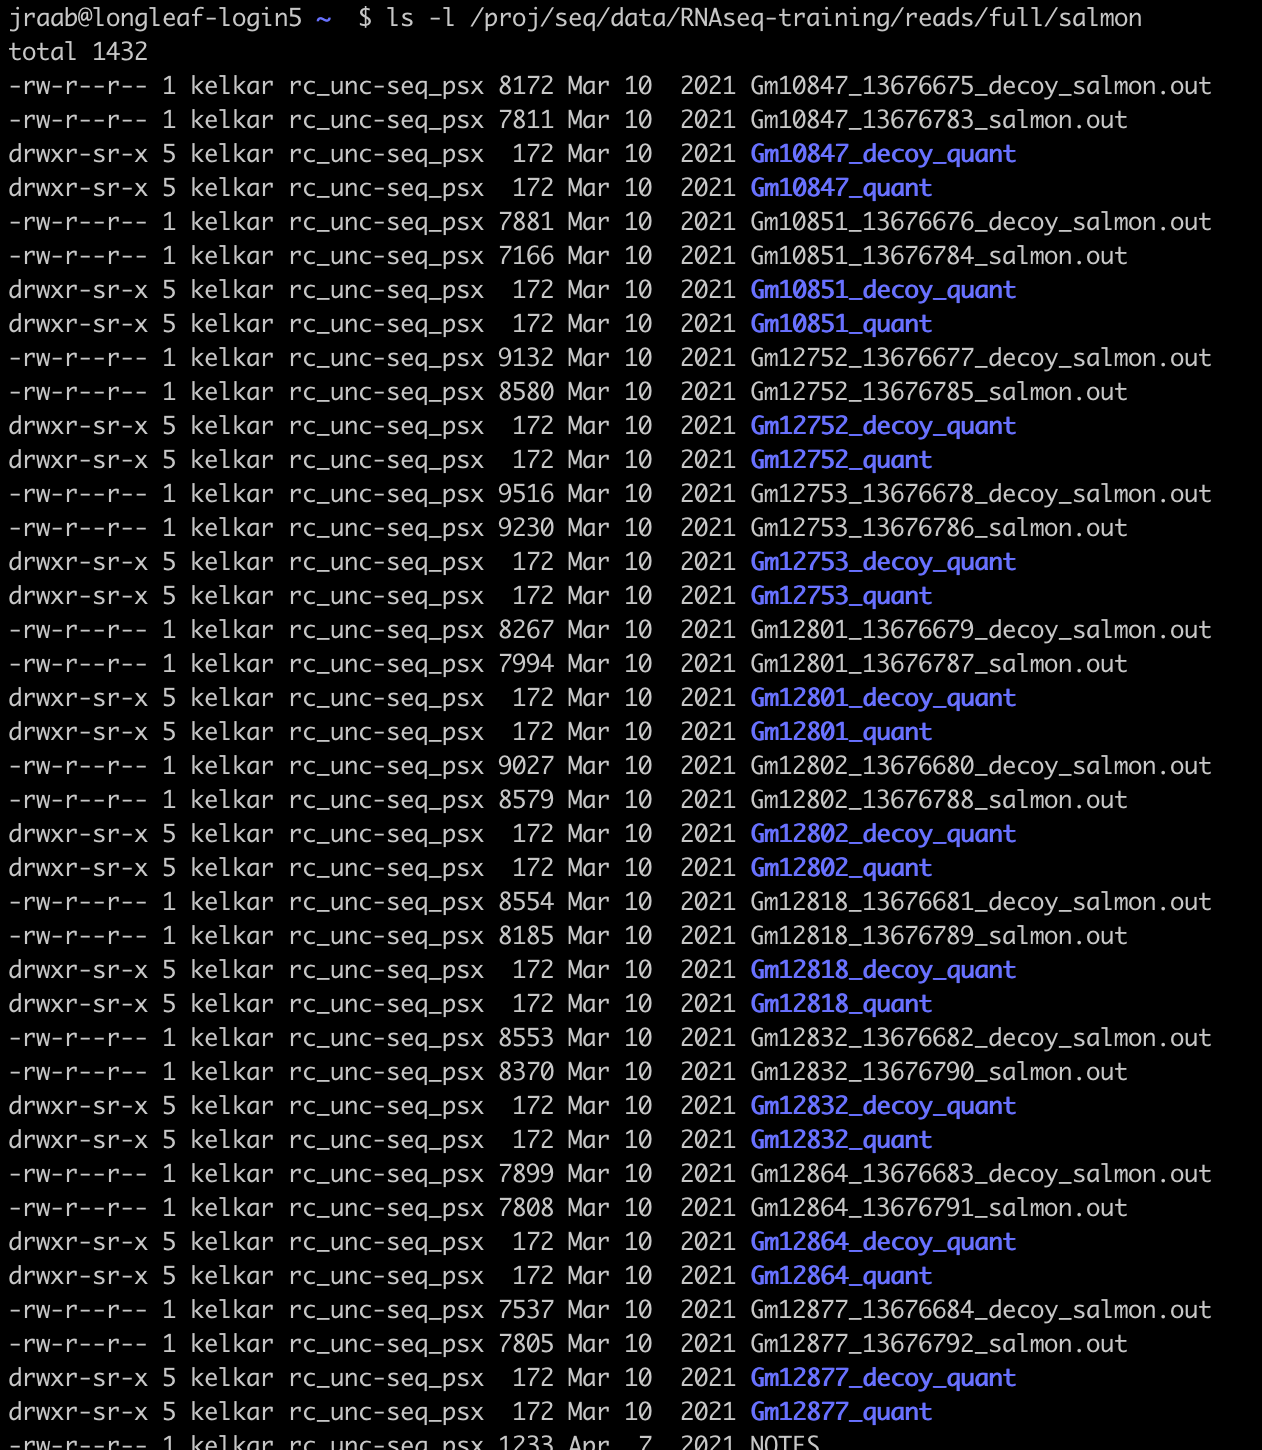 jraab@longleaf-login5 ~  $ ls -l /proj/seq/data/RNAseq-training/reads/full/salmon
total 1432
-rw-r--r-- 1 kelkar rc_unc-seq_psx 8172 Mar 10  2021 Gm10847_13676675_decoy_salmon.out
-rw-r--r-- 1 kelkar rc_unc-seq_psx 7811 Mar 10  2021 Gm10847_13676783_salmon.out
drwxr-sr-x 5 kelkar rc_unc-seq_psx  172 Mar 10  2021 Gm10847_decoy_quant
drwxr-sr-x 5 kelkar rc_unc-seq_psx  172 Mar 10  2021 Gm10847_quant
-rw-r--r-- 1 kelkar rc_unc-seq_psx 7881 Mar 10  2021 Gm10851_13676676_decoy_salmon.out
-rw-r--r-- 1 kelkar rc_unc-seq_psx 7166 Mar 10  2021 Gm10851_13676784_salmon.out
drwxr-sr-x 5 kelkar rc_unc-seq_psx  172 Mar 10  2021 Gm10851_decoy_quant
drwxr-sr-x 5 kelkar rc_unc-seq_psx  172 Mar 10  2021 Gm10851_quant
-rw-r--r-- 1 kelkar rc_unc-seq_psx 9132 Mar 10  2021 Gm12752_13676677_decoy_salmon.out
-rw-r--r-- 1 kelkar rc_unc-seq_psx 8580 Mar 10  2021 Gm12752_13676785_salmon.out
drwxr-sr-x 5 kelkar rc_unc-seq_psx  172 Mar 10  2021 Gm12752_decoy_quant
drwxr-sr-x 5 kelkar rc_unc-seq_psx  172 Mar 10  2021 Gm12752_quant
-rw-r--r-- 1 kelkar rc_unc-seq_psx 9516 Mar 10  2021 Gm12753_13676678_decoy_salmon.out
-rw-r--r-- 1 kelkar rc_unc-seq_psx 9230 Mar 10  2021 Gm12753_13676786_salmon.out
drwxr-sr-x 5 kelkar rc_unc-seq_psx  172 Mar 10  2021 Gm12753_decoy_quant
drwxr-sr-x 5 kelkar rc_unc-seq_psx  172 Mar 10  2021 Gm12753_quant
-rw-r--r-- 1 kelkar rc_unc-seq_psx 8267 Mar 10  2021 Gm12801_13676679_decoy_salmon.out
-rw-r--r-- 1 kelkar rc_unc-seq_psx 7994 Mar 10  2021 Gm12801_13676787_salmon.out
drwxr-sr-x 5 kelkar rc_unc-seq_psx  172 Mar 10  2021 Gm12801_decoy_quant
drwxr-sr-x 5 kelkar rc_unc-seq_psx  172 Mar 10  2021 Gm12801_quant
-rw-r--r-- 1 kelkar rc_unc-seq_psx 9027 Mar 10  2021 Gm12802_13676680_decoy_salmon.out
-rw-r--r-- 1 kelkar rc_unc-seq_psx 8579 Mar 10  2021 Gm12802_13676788_salmon.out
drwxr-sr-x 5 kelkar rc_unc-seq_psx  172 Mar 10  2021 Gm12802_decoy_quant
drwxr-sr-x 5 kelkar rc_unc-seq_psx  172 Mar 10  2021 Gm12802_quant
-rw-r--r-- 1 kelkar rc_unc-seq_psx 8554 Mar 10  2021 Gm12818_13676681_decoy_salmon.out
-rw-r--r-- 1 kelkar rc_unc-seq_psx 8185 Mar 10  2021 Gm12818_13676789_salmon.out
drwxr-sr-x 5 kelkar rc_unc-seq_psx  172 Mar 10  2021 Gm12818_decoy_quant
drwxr-sr-x 5 kelkar rc_unc-seq_psx  172 Mar 10  2021 Gm12818_quant
-rw-r--r-- 1 kelkar rc_unc-seq_psx 8553 Mar 10  2021 Gm12832_13676682_decoy_salmon.out
-rw-r--r-- 1 kelkar rc_unc-seq_psx 8370 Mar 10  2021 Gm12832_13676790_salmon.out
drwxr-sr-x 5 kelkar rc_unc-seq_psx  172 Mar 10  2021 Gm12832_decoy_quant
drwxr-sr-x 5 kelkar rc_unc-seq_psx  172 Mar 10  2021 Gm12832_quant
-rw-r--r-- 1 kelkar rc_unc-seq_psx 7899 Mar 10  2021 Gm12864_13676683_decoy_salmon.out
-rw-r--r-- 1 kelkar rc_unc-seq_psx 7808 Mar 10  2021 Gm12864_13676791_salmon.out
drwxr-sr-x 5 kelkar rc_unc-seq_psx  172 Mar 10  2021 Gm12864_decoy_quant
drwxr-sr-x 5 kelkar rc_unc-seq_psx  172 Mar 10  2021 Gm12864_quant
-rw-r--r-- 1 kelkar rc_unc-seq_psx 7537 Mar 10  2021 Gm12877_13676684_decoy_salmon.out
-rw-r--r-- 1 kelkar rc_unc-seq_psx 7805 Mar 10  2021 Gm12877_13676792_salmon.out
drwxr-sr-x 5 kelkar rc_unc-seq_psx  172 Mar 10  2021 Gm12877_decoy_quant
drwxr-sr-x 5 kelkar rc_unc-seq_psx  172 Mar 10  2021 Gm12877_quant
-rw-r--r-- 1 kelkar rc_unc-seq_psx 1233 Apr  7  2021 NOTES